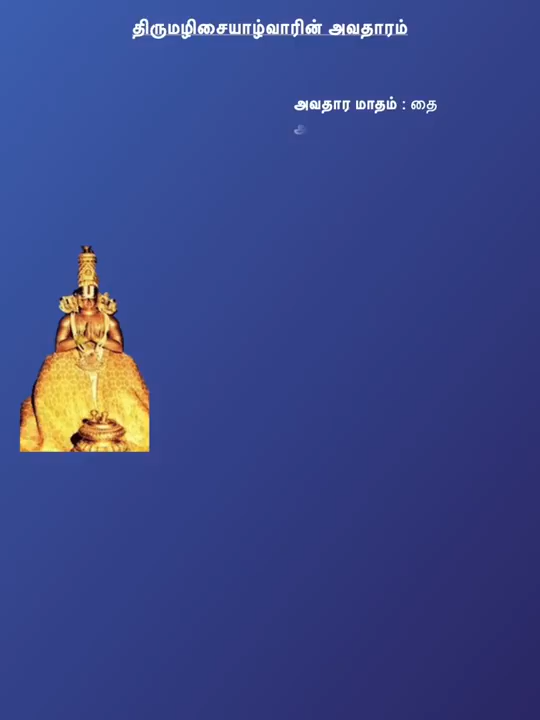 திருமழிசையாழ்வாரின் அவதாரம்
அவதார மாதம் : தை
அ